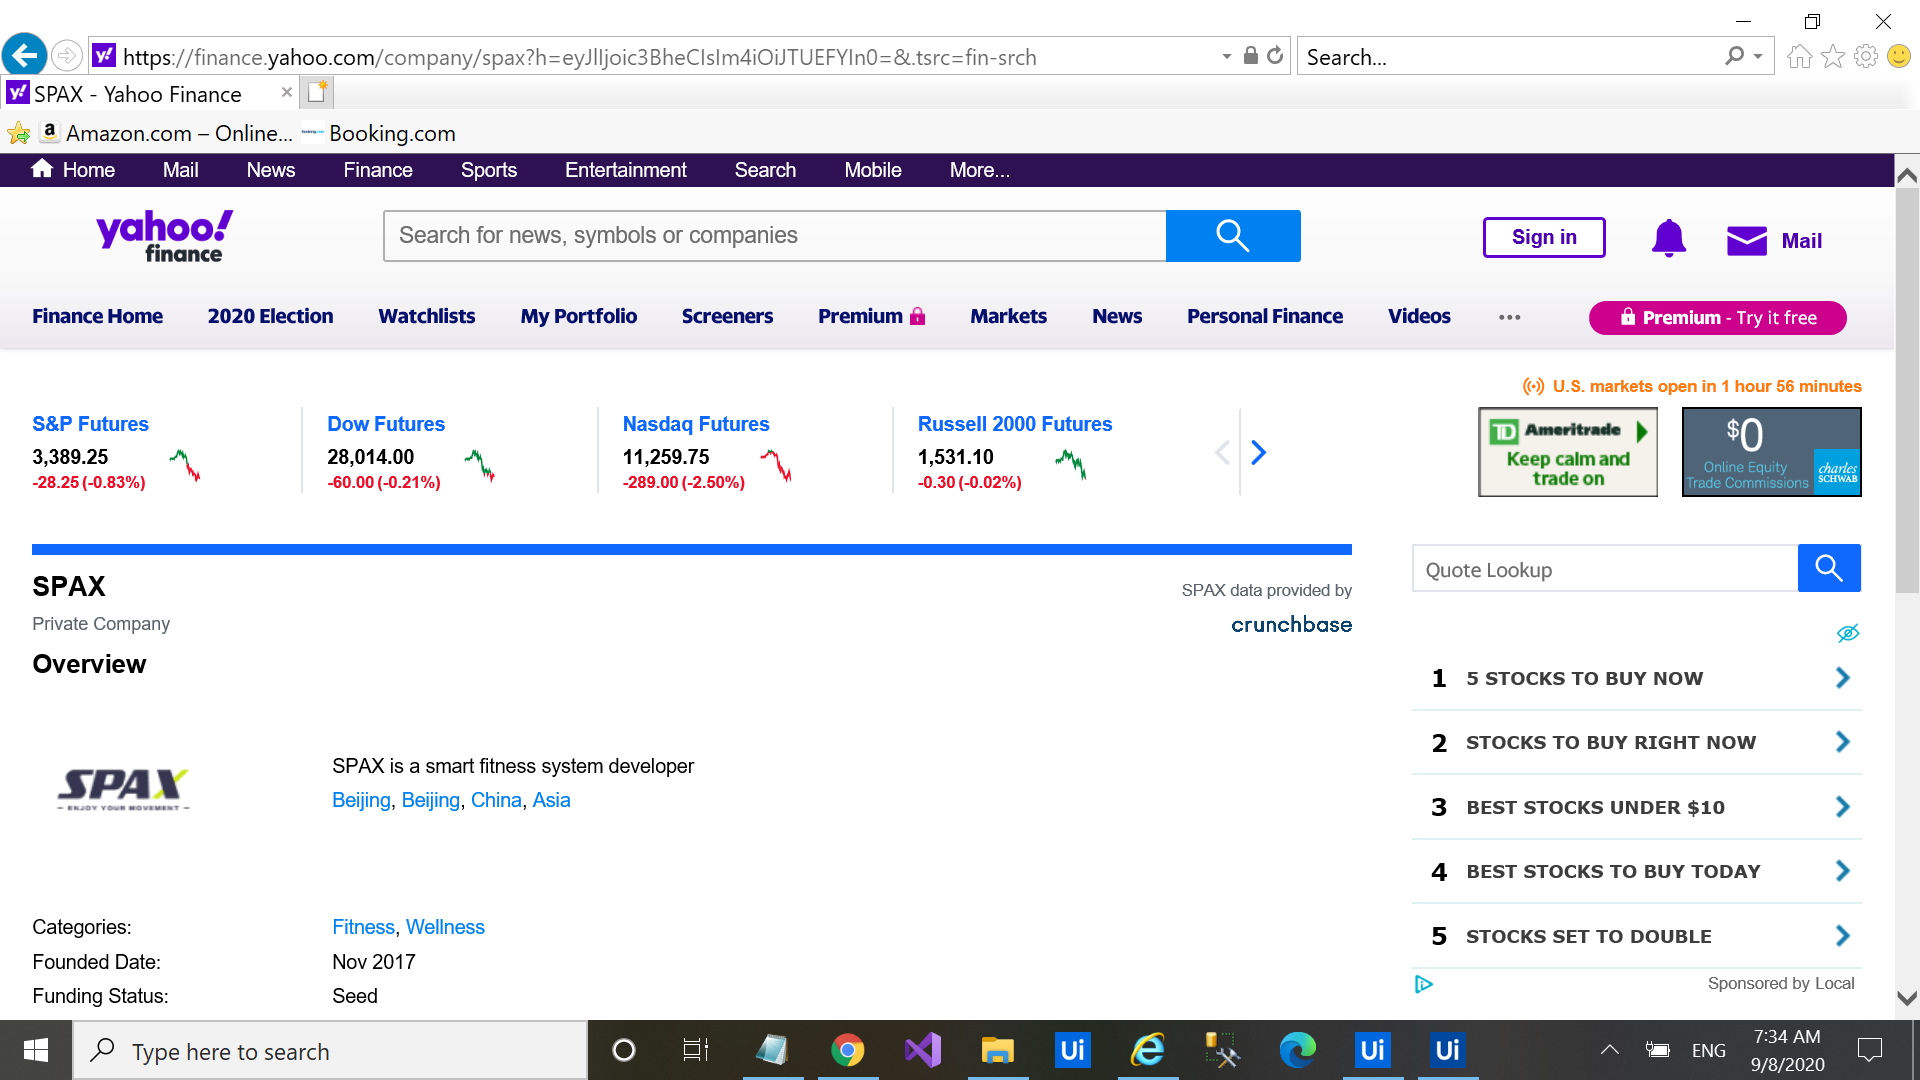 https://finance.yahoo.com/company/spax?h=eyJlIjoic3BheCIsIm4iOiJTUEFYIn0=&.tsrc=fin-srch
Search...
SPAX - Yahoo Finance
Amazon.com – Online...
Booking.com
Home Mail News Finance Sports Entertainment Search Mobile More...
yahoo!
finance
Search for news, symbols or companies
Sign in
Mail
Finance Home 2020 Election Watchlists My Portfolio Screeners Premium Markets News Personal Finance Videos ••• Premium - Try it free
U.S. markets open in 1 hour 56 minutes
S&P Futures
3,389.25
-28.25 (-0.83%)
Dow Futures
28,014.00
-60.00 (-0.21%)
Nasdaq Futures
11,259.75
-289.00 (-2.50%)
Russell 2000 Futures
1,531.10
-0.30 (-0.02%)
TD Ameritrade
Keep calm and
trade on
$0
Online Equity
Trade Commissions
charles
SCHWAB
SPAX
Private Company
SPAX data provided by
crunchbase
Overview
SPAX
– ENJOY YOUR MOVEMENT –
SPAX is a smart fitness system developer
Beijing, Beijing, China, Asia
Categories: Fitness, Wellness
Founded Date: Nov 2017
Funding Status: Seed
Quote Lookup
1 5 STOCKS TO BUY NOW
2 STOCKS TO BUY RIGHT NOW
3 BEST STOCKS UNDER $10
4 BEST STOCKS TO BUY TODAY
5 STOCKS SET TO DOUBLE
Sponsored by Local
Type here to search
Ui
Ui
Ui
ENG
7:34 AM
9/8/2020